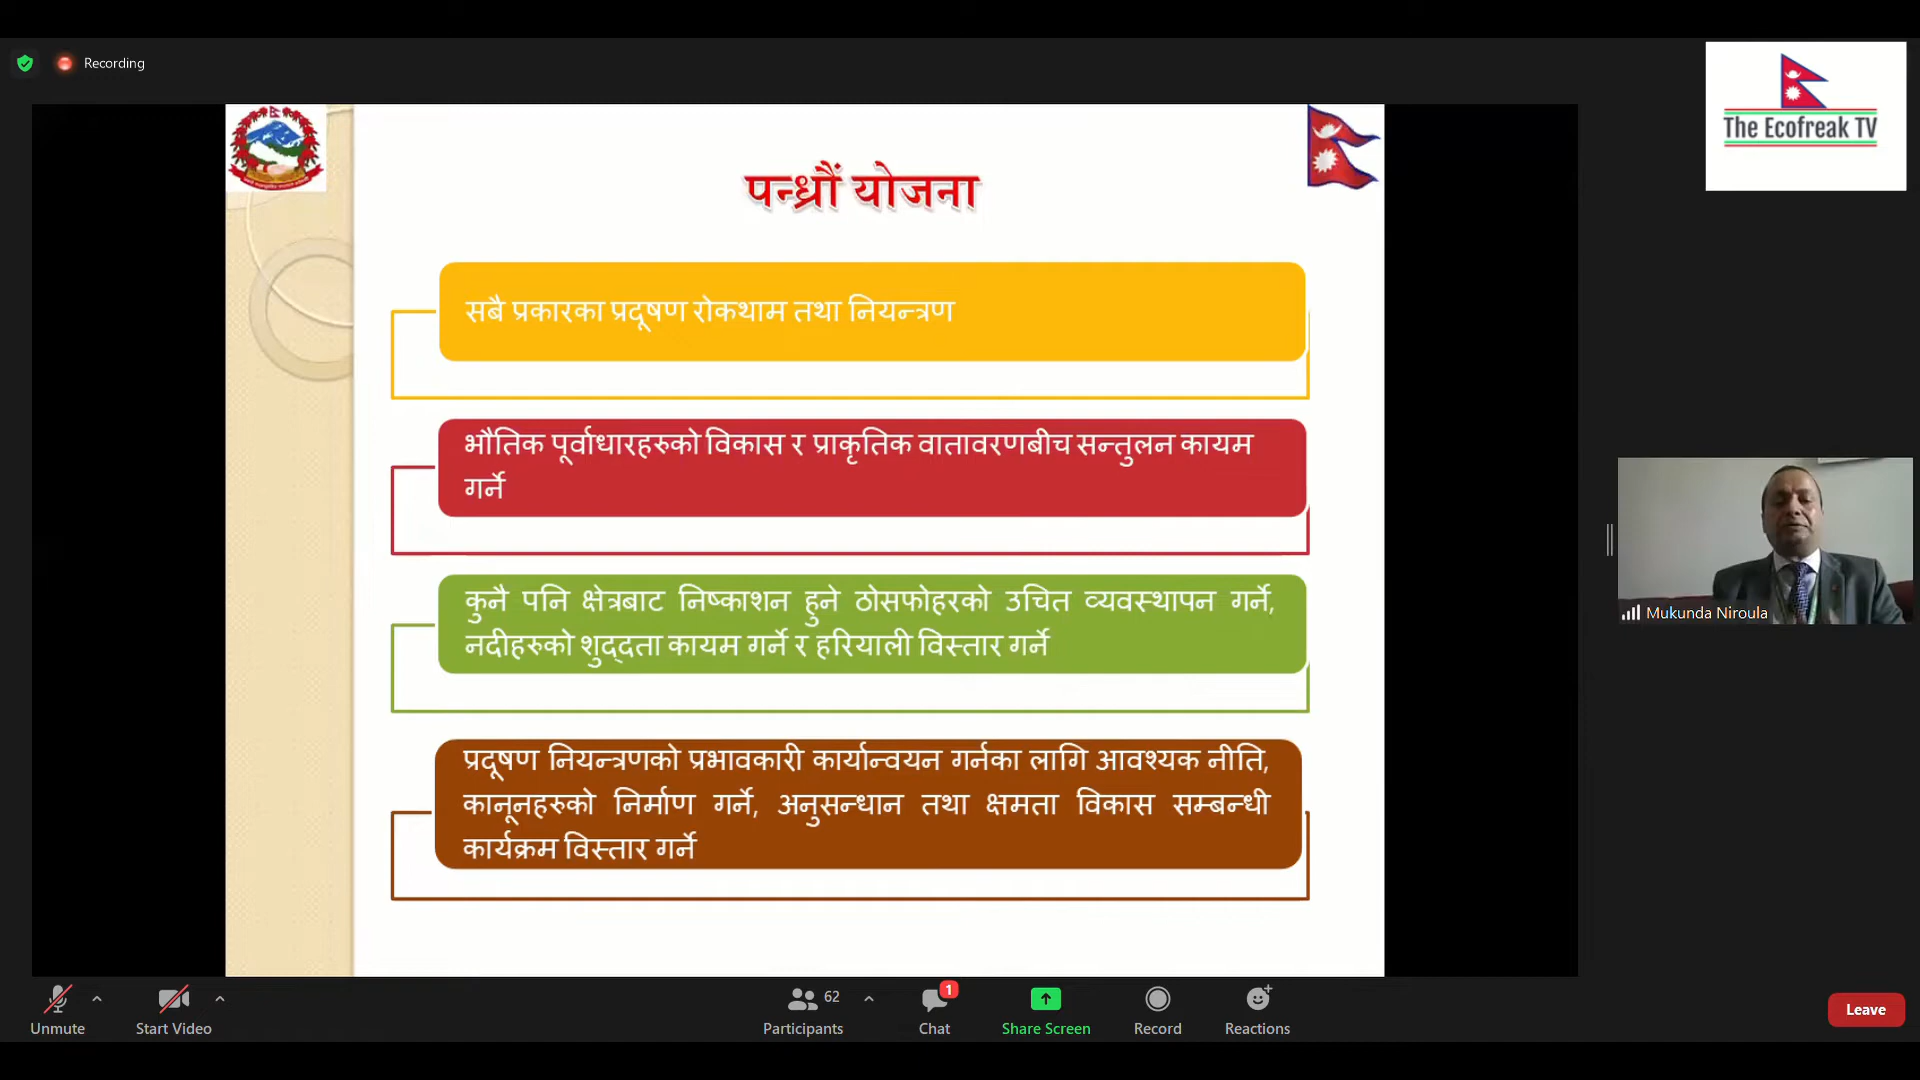 Recording
The Ecofreak TV
पन्ध्रौं योजना
सबै प्रकारका प्रदूषण रोकथाम तथा नियन्त्रण
भौतिक पूर्वाधारहरुको विकास र प्राकृतिक वातावरणबीच सन्तुलन कायम
गर्ने
कुनै पनि क्षेत्रबाट निष्काशन हुने ठोसफोहरको उचित व्यवस्थापन गर्ने,
नदीहरुको शुद्दता कायम गर्ने र हरियाली विस्तार गर्ने
प्रदूषण नियन्त्रणको प्रभावकारी कार्यान्वयन गर्नका लागि आवश्यक नीति,
कानूनहरुको निर्माण गर्ने, अनुसन्धान तथा क्षमता विकास सम्बन्धी
कार्यक्रम विस्तार गर्ने
Mukunda Niroula
62
1
Unmute
Start Video
Participants
Chat
Share Screen
Record
Reactions
Leave